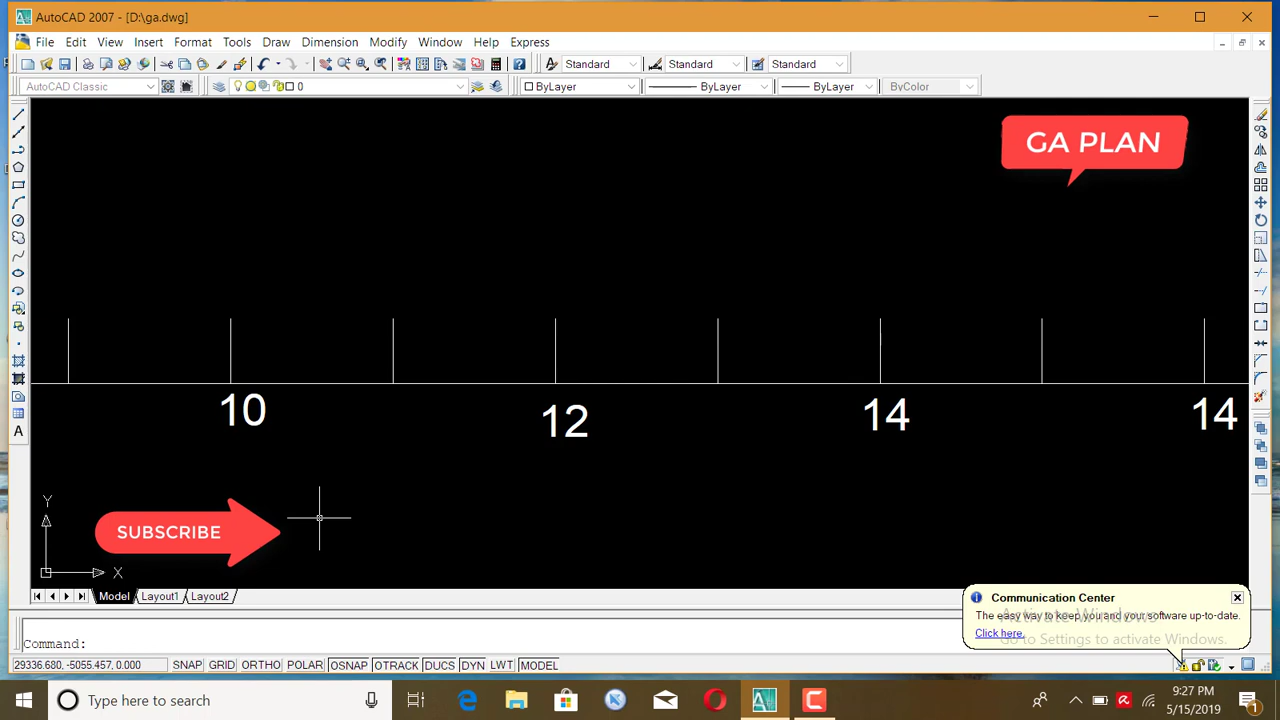 AutoCAD 2007 - [D:\ga.dwg]
File Edit View Insert Format Tools Draw Dimension Modify Window Help Express
Standard Standard Standard
AutoCAD Classic 0 ByLayer ByLayer ByLayer ByColor
GA PLAN
10 12 14 14
Y
SUBSCRIBE
X
Model Layout1 Layout2
Communication Center
The easy way to keep you and your software up-to-date.
Click here.
Activate Windows
Go to Settings to activate Windows.
Command:
29336.680, -5055.457, 0.000 SNAP GRID ORTHO POLAR OSNAP OTRACK DUCS DYN LWT MODEL
Type here to search
9:27 PM
5/15/2019
1